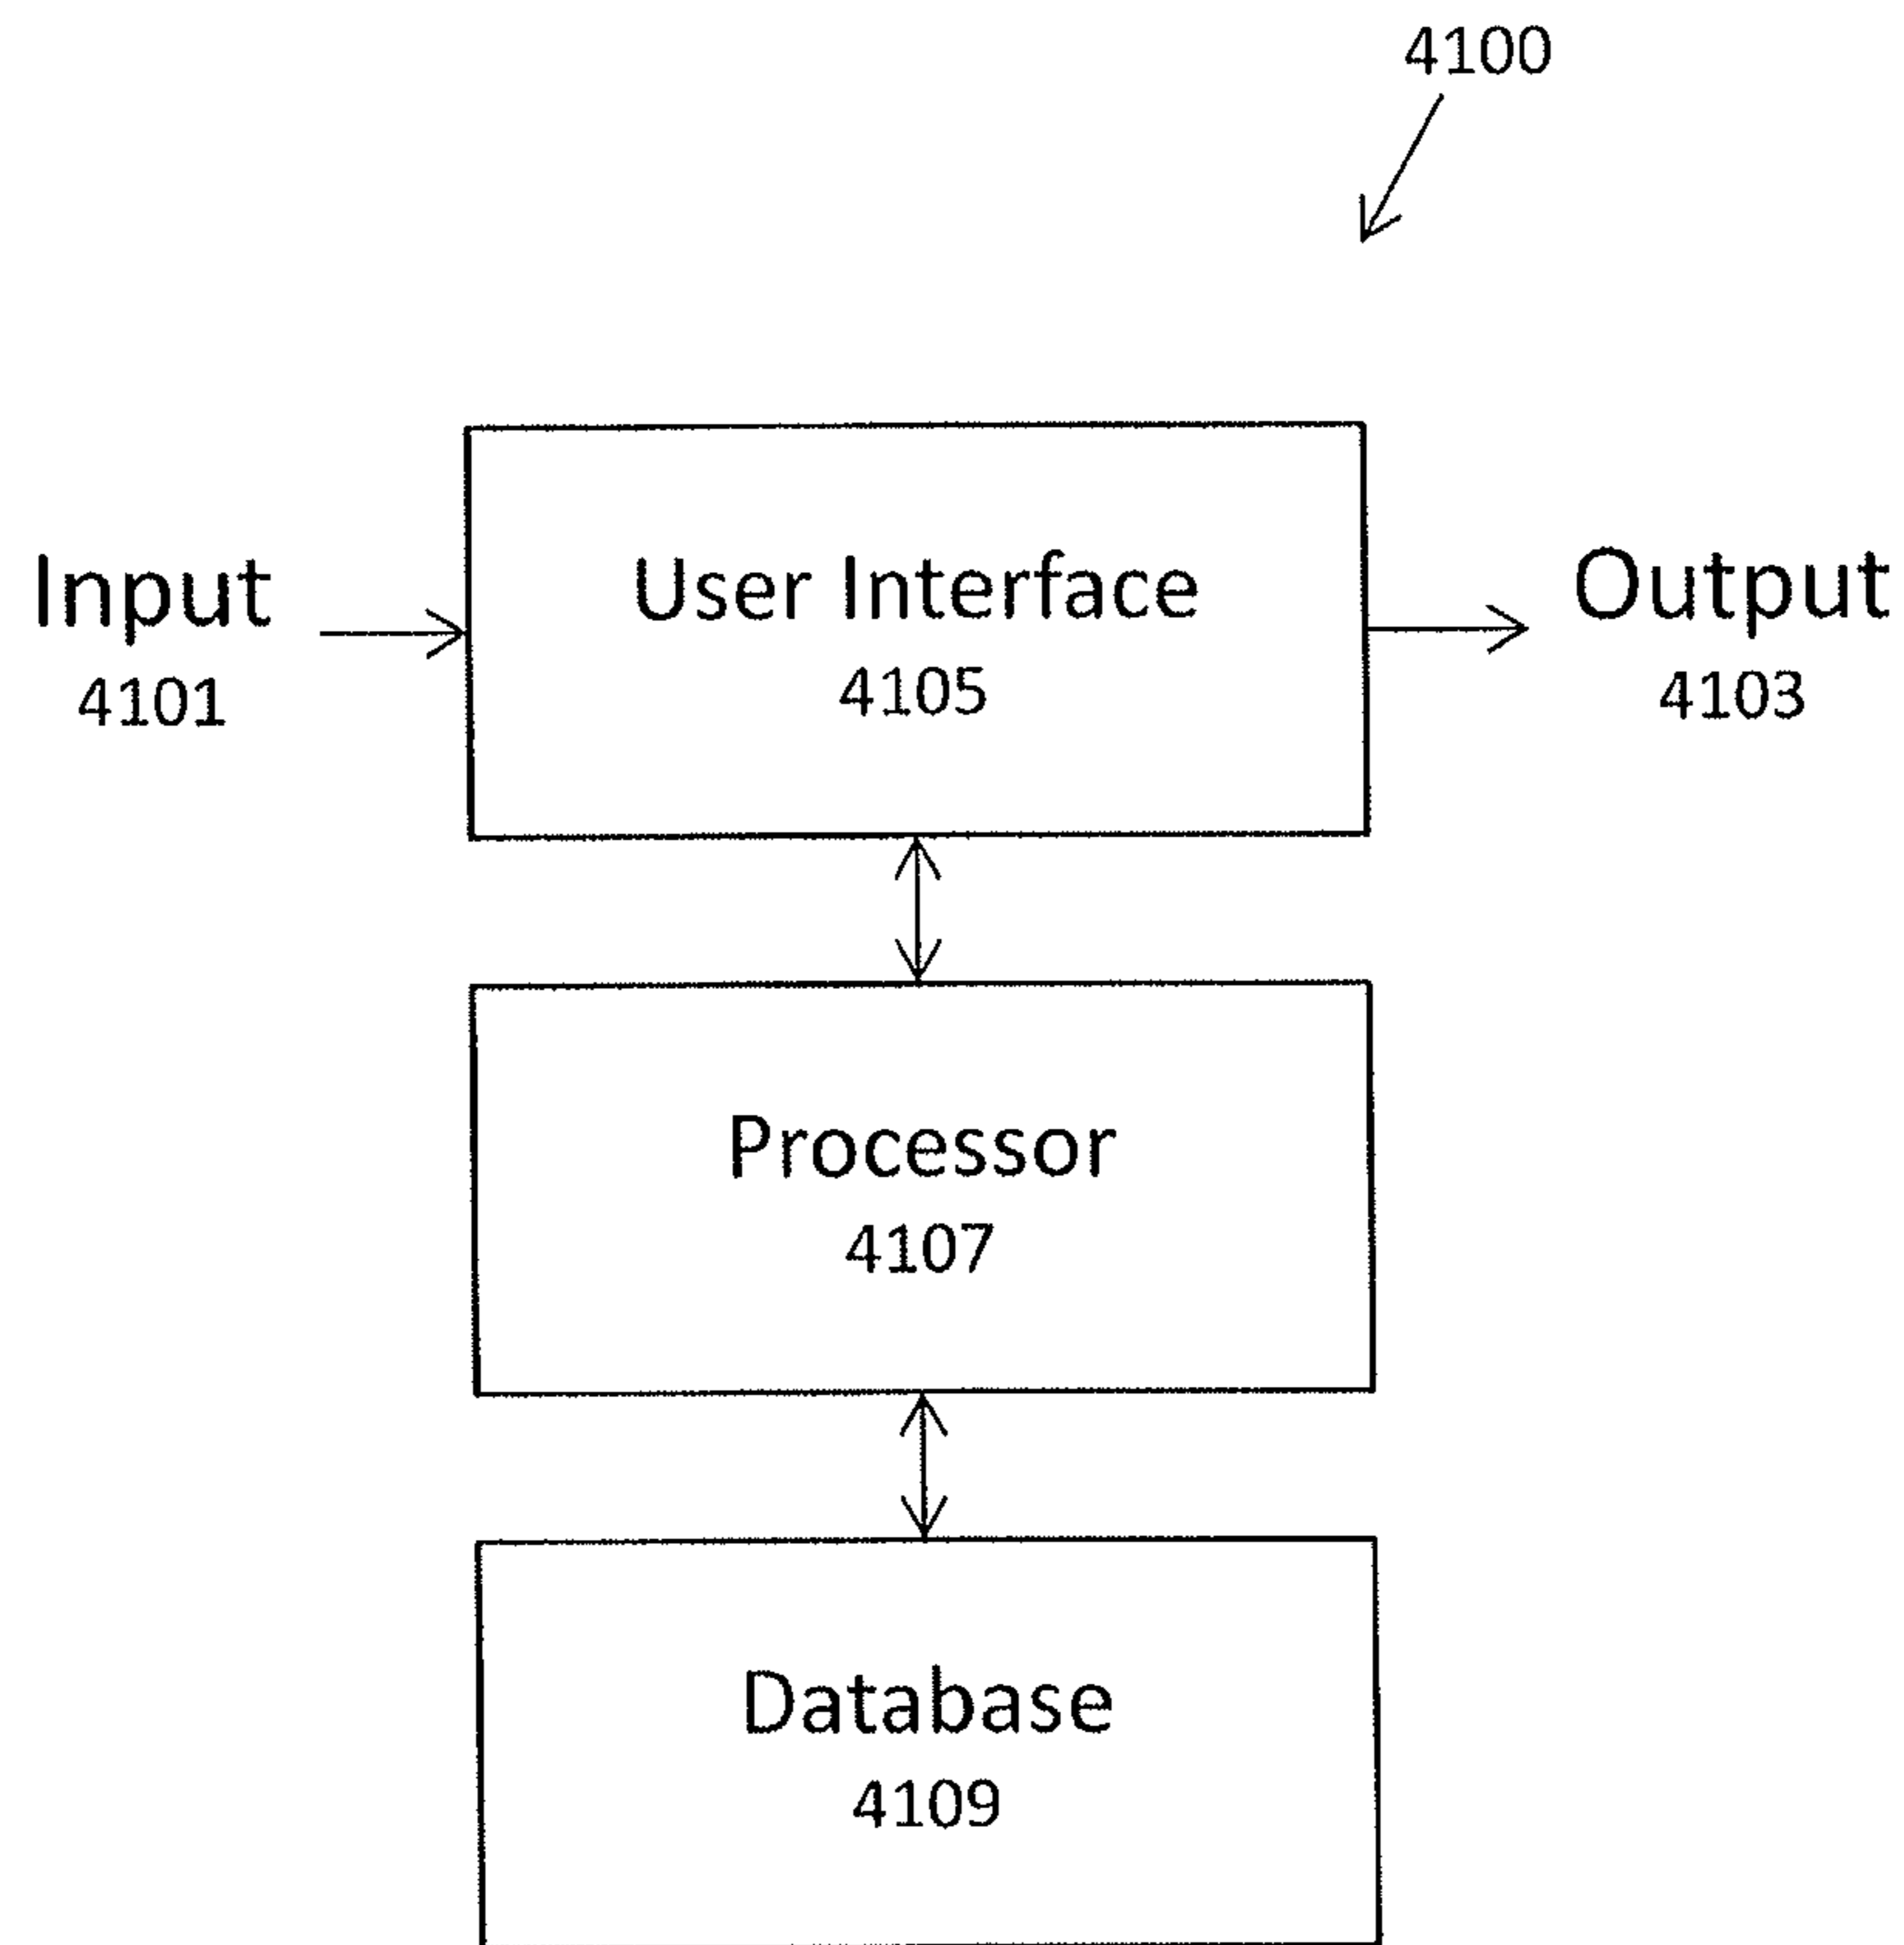 4100
Input
4101
User Interface
4105
Output
4103
Processor
4107
Database
4109